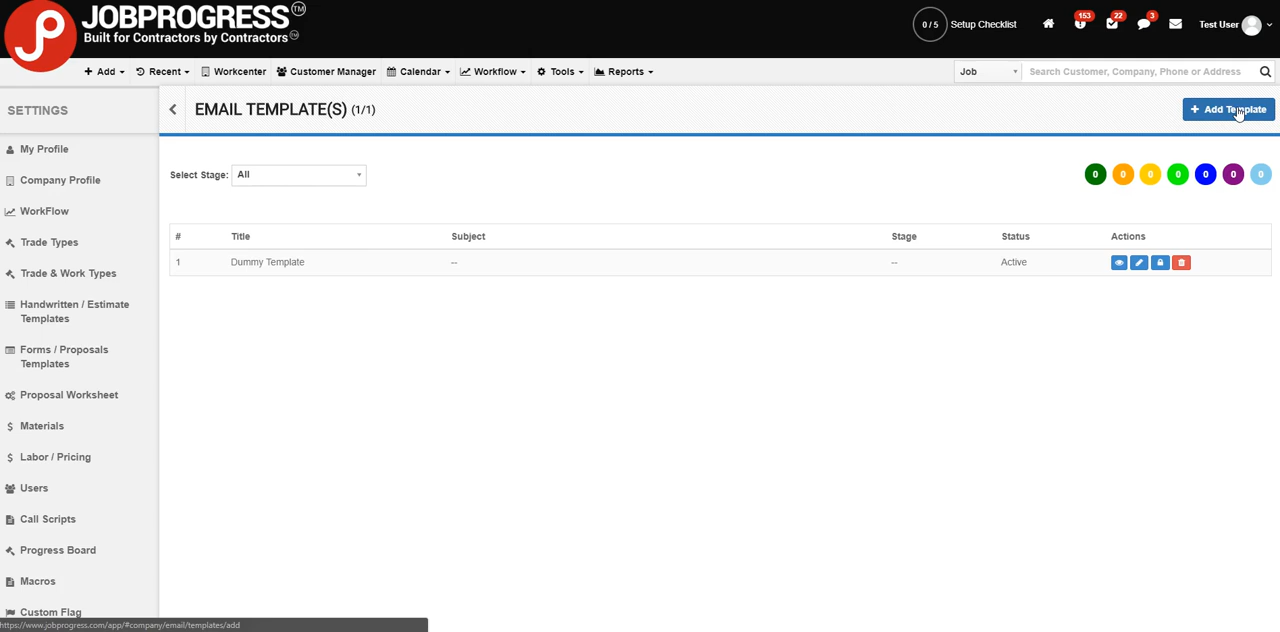 JOBPROGRESS™
Built for Contractors by Contractors℠
0 / 5 Setup Checklist 153 22 3 Test User
Add Recent Workcenter Customer Manager Calendar Workflow Tools Reports Job Search Customer, Company, Phone or Address
SETTINGS
EMAIL TEMPLATE(S) (1/1)
+ Add Template
My Profile
Company Profile
WorkFlow
Trade Types
Trade & Work Types
Handwritten / Estimate
Templates
Forms / Proposals
Templates
Proposal Worksheet
Materials
Labor / Pricing
Users
Call Scripts
Progress Board
Macros
Custom Flag
Select Stage: All 0 0 0 0 0 0 0
# Title Subject Stage Status Actions
1 Dummy Template -- -- Active
https://www.jobprogress.com/app/#company/email/templates/add